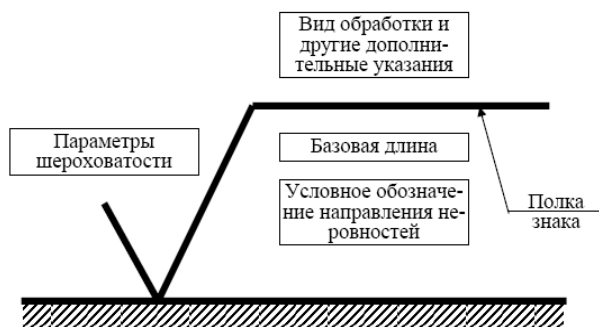 Вид обработки и
другие дополни-
тельные указания
Параметры
шероховатости
Базовая длина
Условное обозначе-
ние направления не-
ровностей
Полка
знака